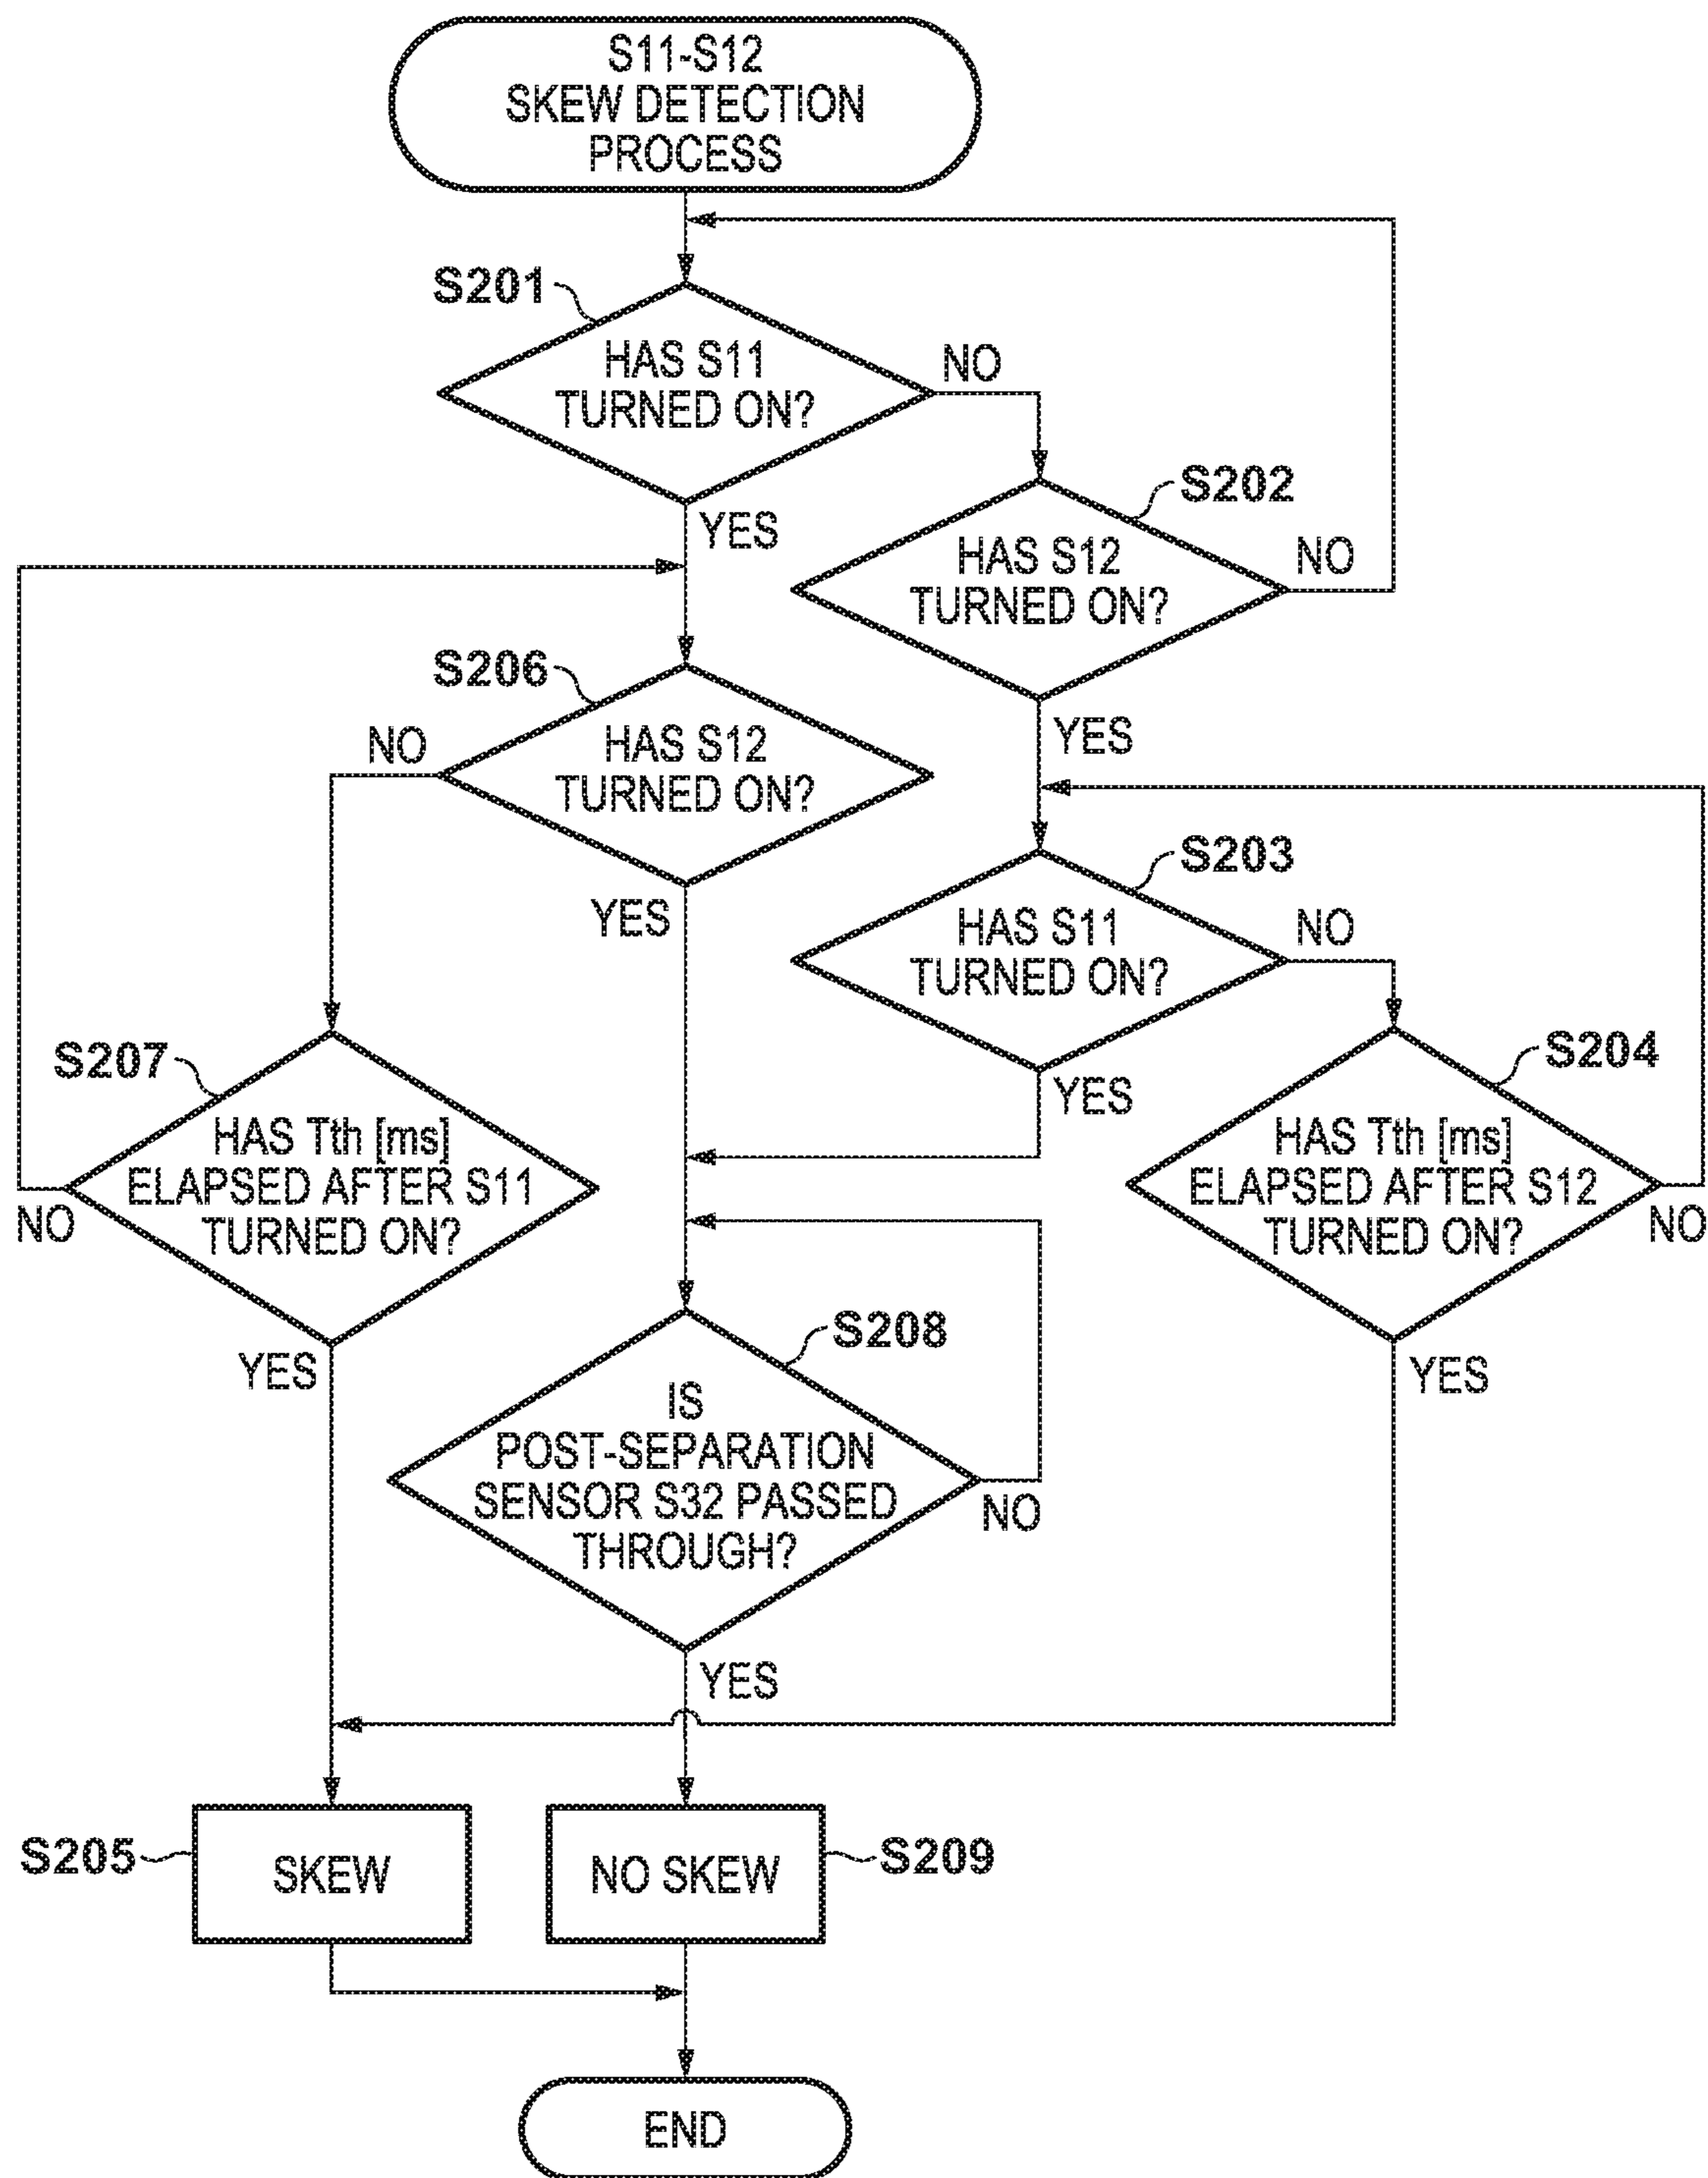 S11-S12
SKEW DETECTION
PROCESS
S201
HAS S11
TURNED ON?
NO
YES
S202
HAS S12
TURNED ON?
NO
YES
S206
HAS S12
TURNED ON?
NO
YES
S203
HAS S11
TURNED ON?
NO
YES
S207
HAS Tth [ms]
ELAPSED AFTER S11
TURNED ON?
NO
YES
S204
HAS Tth [ms]
ELAPSED AFTER S12
TURNED ON?
NO
YES
S208
IS
POST-SEPARATION
SENSOR S32 PASSED
THROUGH?
NO
YES
S205
SKEW
NO SKEW
S209
END